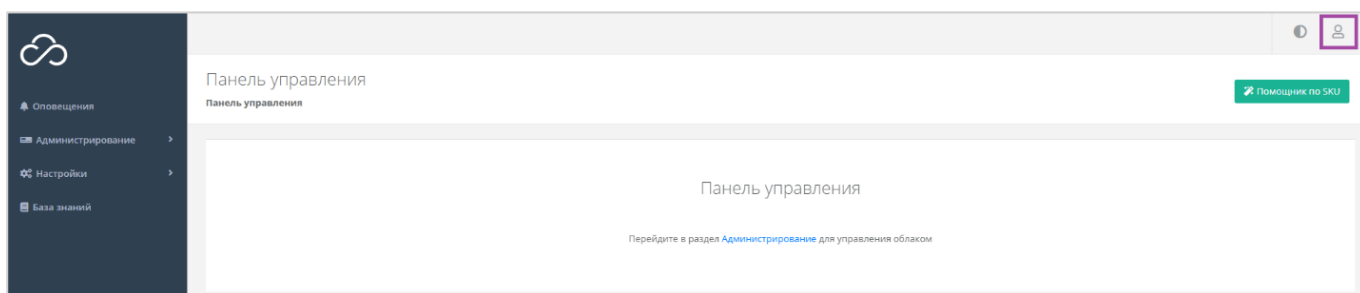 Панель управления
Панель управления
Помощник по SKU
Оповещения
Администрирование
Настройки
База знаний
Панель управления
Перейдите в раздел Администрирование для управления облаком